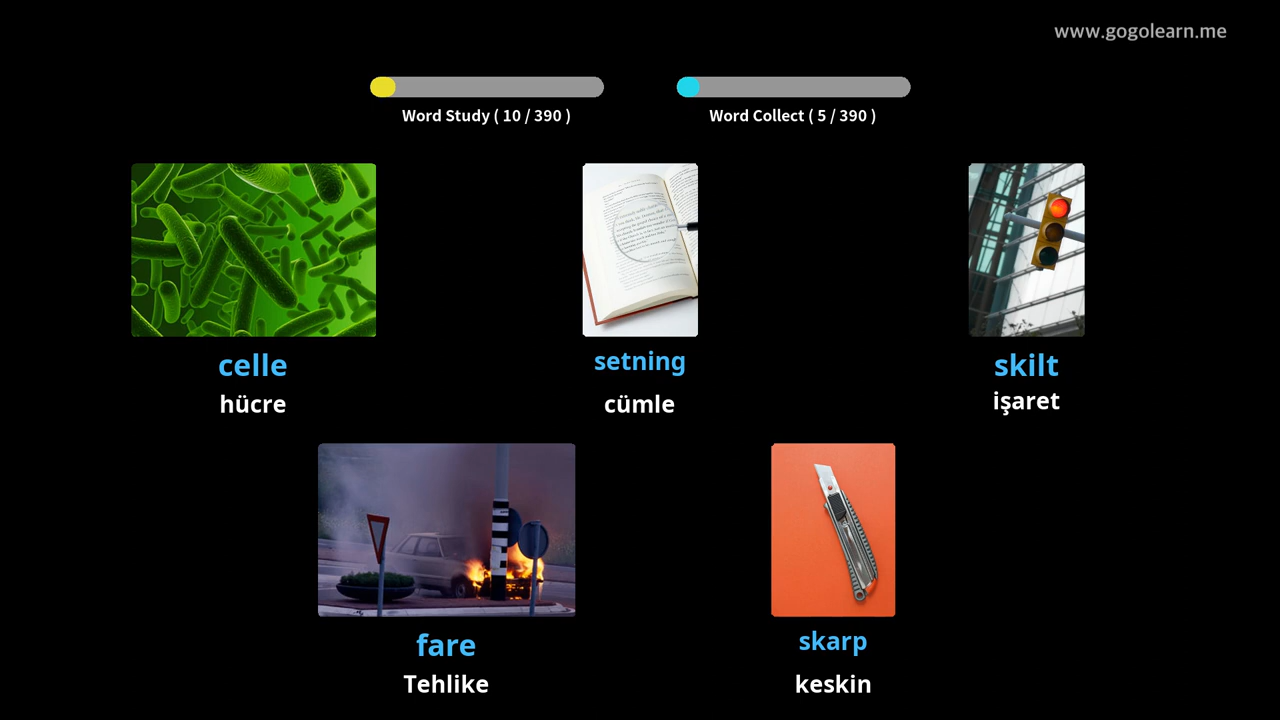 www.gogolearn.me
Word Study ( 10 / 390 )
Word Collect ( 5 / 390 )
celle
hücre
setning
cümle
skilt
işaret
fare
Tehlike
skarp
keskin